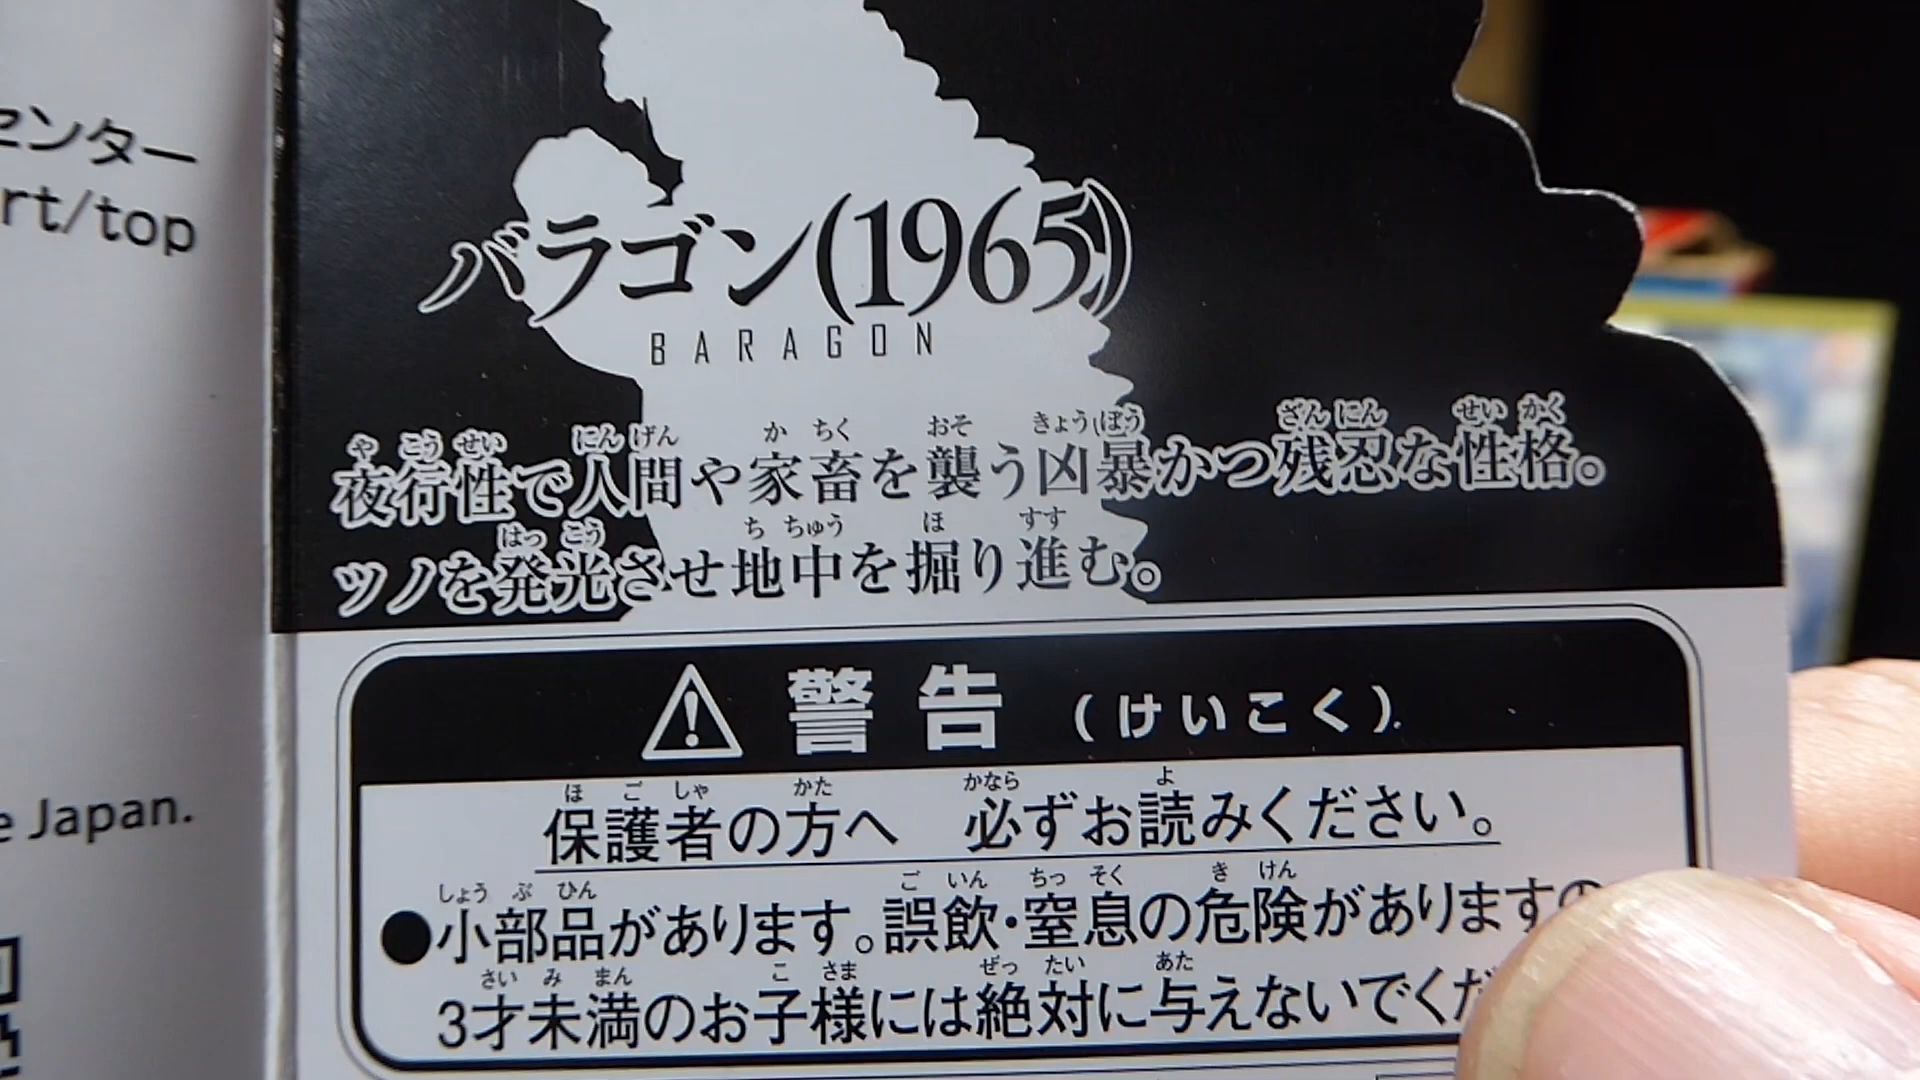 センター
rt/top
e Japan.
バラゴン(1965)
BARAGON
夜行性で人間や家畜を襲う凶暴かつ残忍な性格。
ツノを発光させ地中を掘り進む。
⚠ 警告（けいこく）
保護者の方へ 必ずお読みください。
●小部品があります。誤飲・窒息の危険がありますの
3才未満のお子様には絶対に与えないでくだ